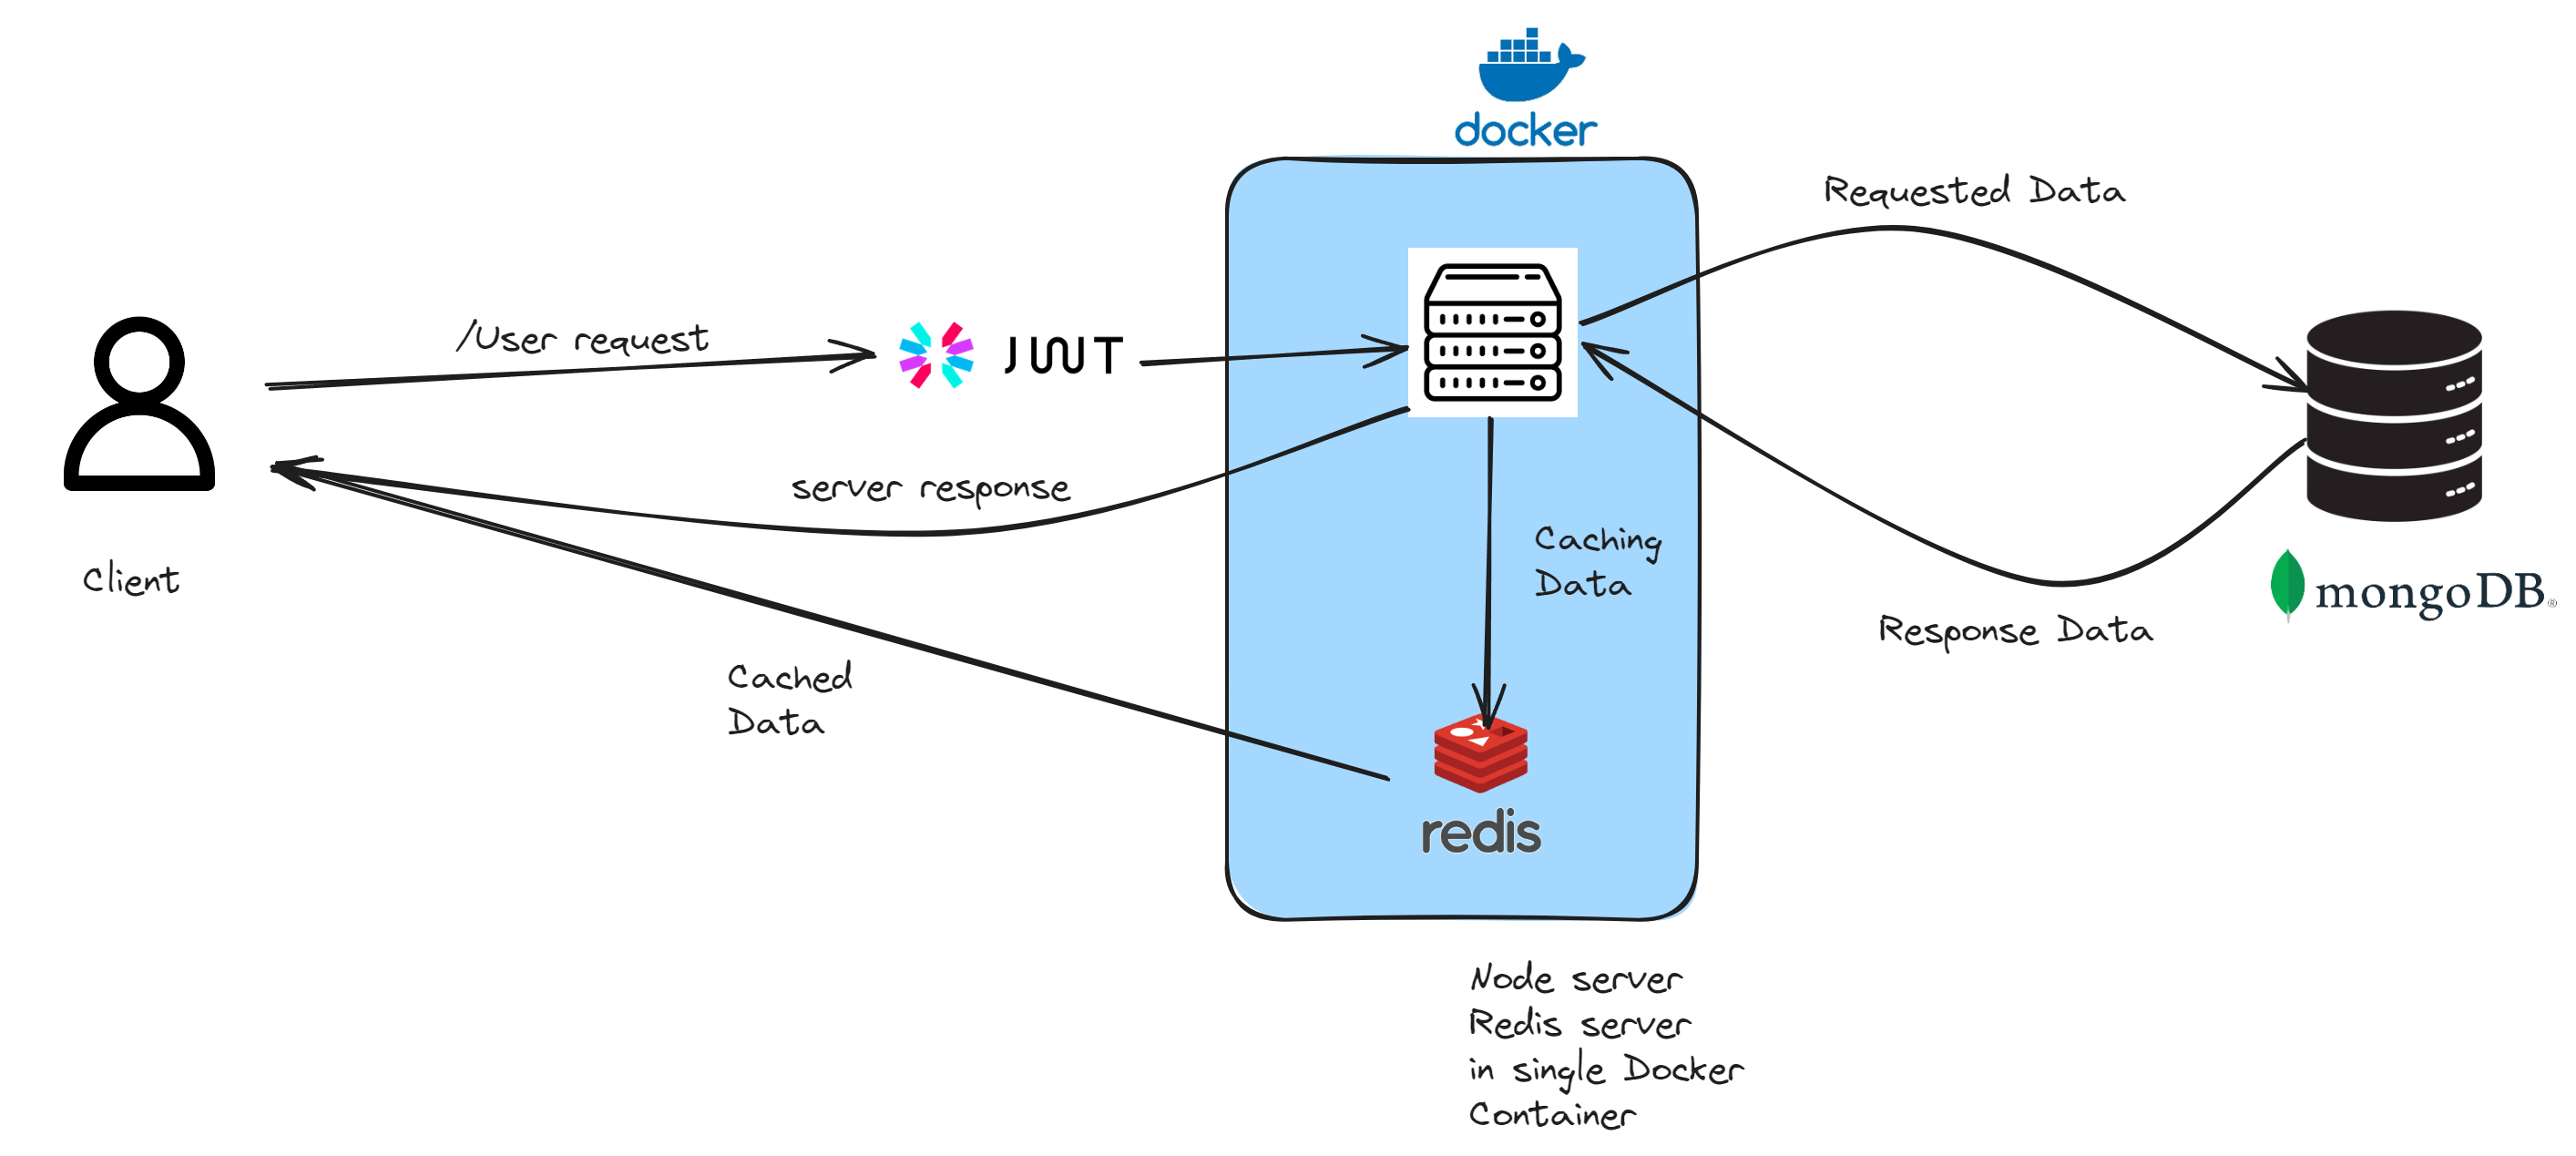 docker
Requested Data
/User request
JWT
server response
Caching
Data
Client
mongoDB®
Response Data
Cached
Data
redis
Node server
Redis server
in single Docker
Container